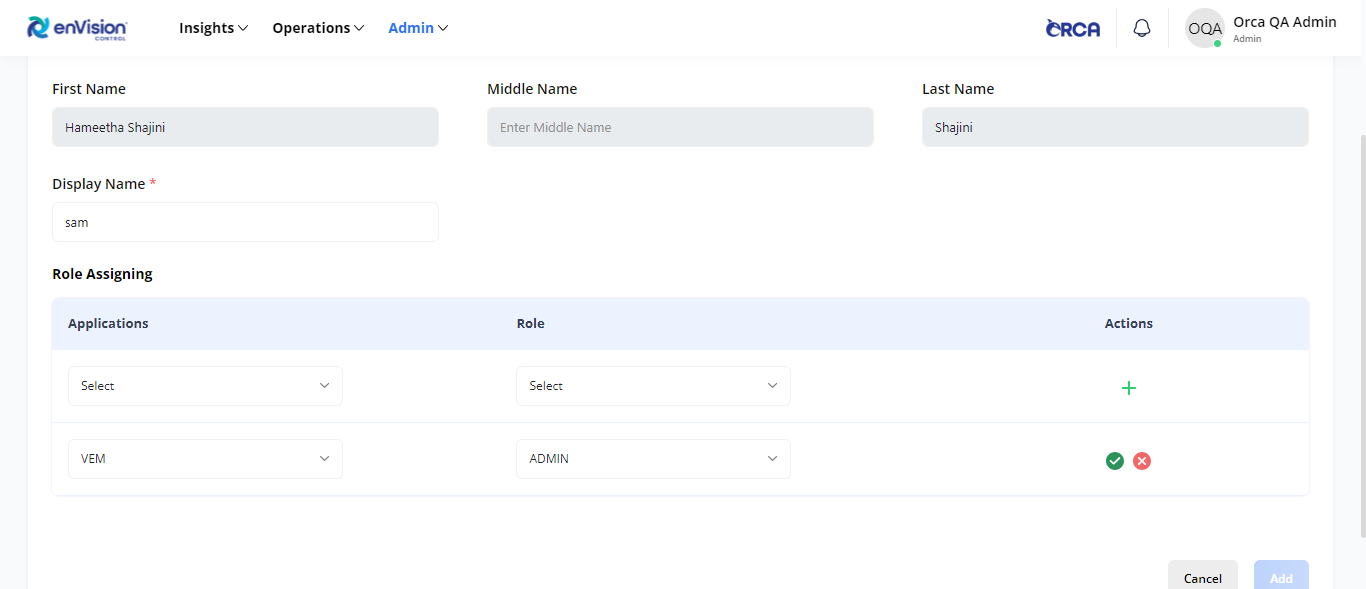 enVision CONTROL Insights Operations Admin ORCA OQA Orca QA Admin
Admin
First Name Middle Name Last Name
Hameetha Shajini Enter Middle Name Shajini
Display Name *
sam
Role Assigning
Applications Role Actions
Select Select
VEM ADMIN
Cancel Add